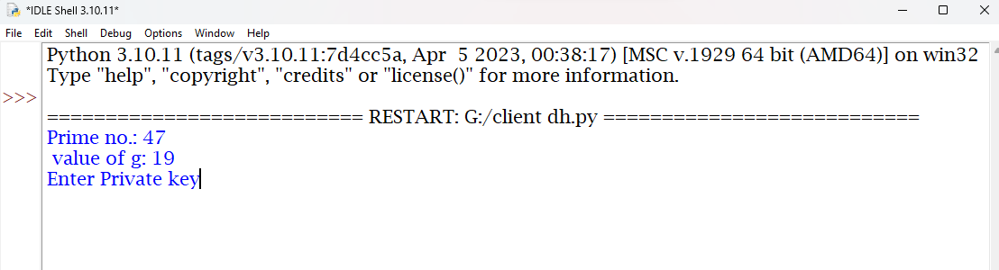 *IDLE Shell 3.10.11*
File Edit Shell Debug Options Window Help
Python 3.10.11 (tags/v3.10.11:7d4cc5a, Apr  5 2023, 00:38:17) [MSC v.1929 64 bit (AMD64)] on win32
Type "help", "copyright", "credits" or "license()" for more information.
>>>
=========================== RESTART: G:/client dh.py ===========================
Prime no.: 47
 value of g: 19
Enter Private key